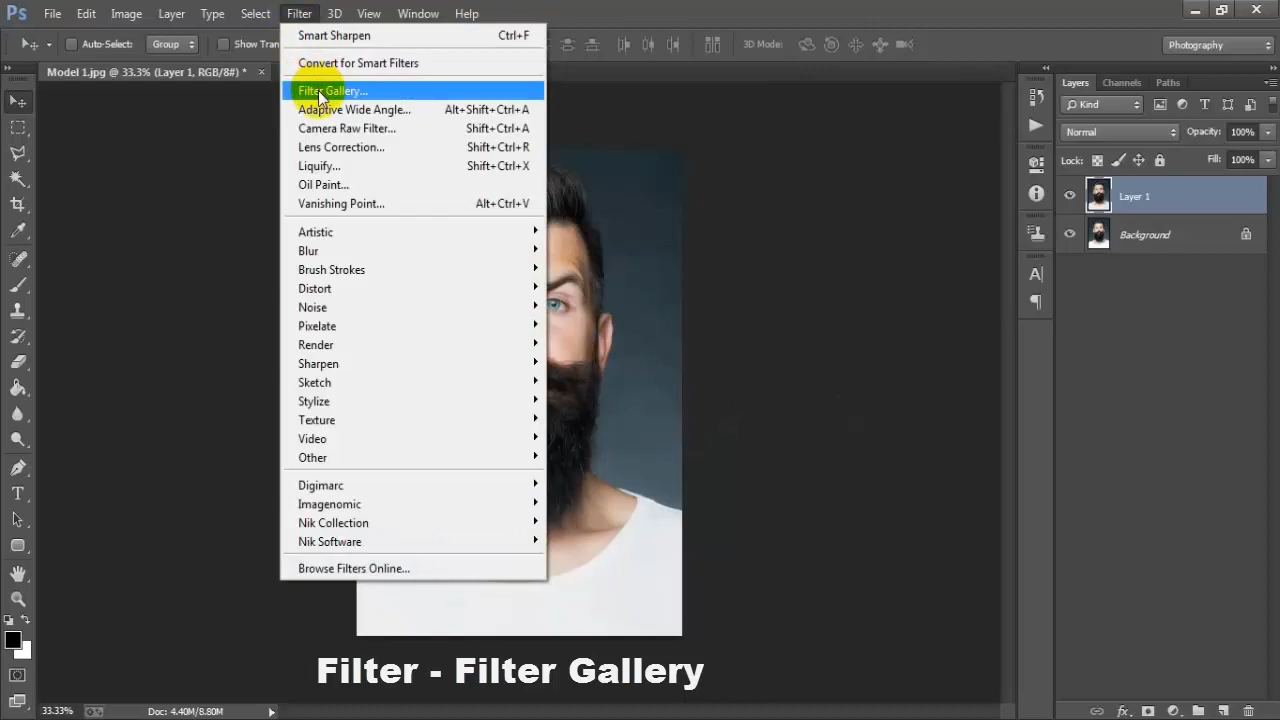 Ps File Edit Image Layer Type Select Filter 3D View Window Help
Auto-Select: Group Show Tran 3D Mode: Photography
Model 1.jpg @ 33.3% (Layer 1, RGB/8#) * ×
Smart Sharpen Ctrl+F
Convert for Smart Filters
Filter Gallery...
Adaptive Wide Angle... Alt+Shift+Ctrl+A
Camera Raw Filter... Shift+Ctrl+A
Lens Correction... Shift+Ctrl+R
Liquify... Shift+Ctrl+X
Oil Paint...
Vanishing Point... Alt+Ctrl+V
Artistic
Blur
Brush Strokes
Distort
Noise
Pixelate
Render
Sharpen
Sketch
Stylize
Texture
Video
Other
Digimarc
Imagenomic
Nik Collection
Nik Software
Browse Filters Online...
Layers Channels Paths
Kind
Normal Opacity: 100%
Lock: Fill: 100%
Layer 1
Background
Filter - Filter Gallery
33.33% Doc: 4.40M/8.80M